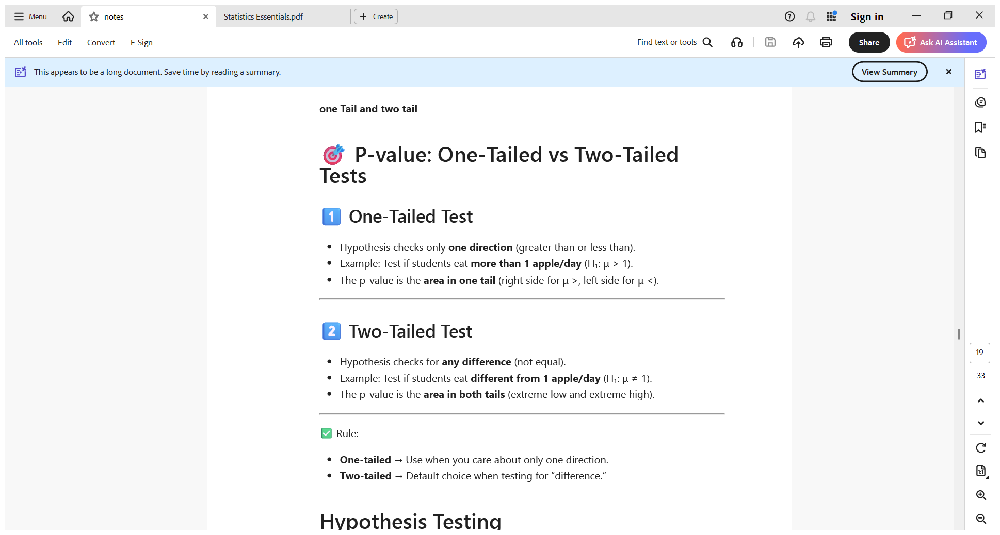 Menu
notes
Statistics Essentials.pdf
Create
Sign in
All tools
Edit
Convert
E-Sign
Find text or tools
Share
Ask AI Assistant
This appears to be a long document. Save time by reading a summary.
View Summary
one Tail and two tail
🎯 P-value: One-Tailed vs Two-Tailed
Tests
1️⃣ One-Tailed Test
• Hypothesis checks only one direction (greater than or less than).
• Example: Test if students eat more than 1 apple/day (H₁: μ > 1).
• The p-value is the area in one tail (right side for μ >, left side for μ <).
2️⃣ Two-Tailed Test
• Hypothesis checks for any difference (not equal).
• Example: Test if students eat different from 1 apple/day (H₁: μ ≠ 1).
• The p-value is the area in both tails (extreme low and extreme high).
✅ Rule:
• One-tailed → Use when you care about only one direction.
• Two-tailed → Default choice when testing for “difference.”
Hypothesis Testing
19
33
1:1